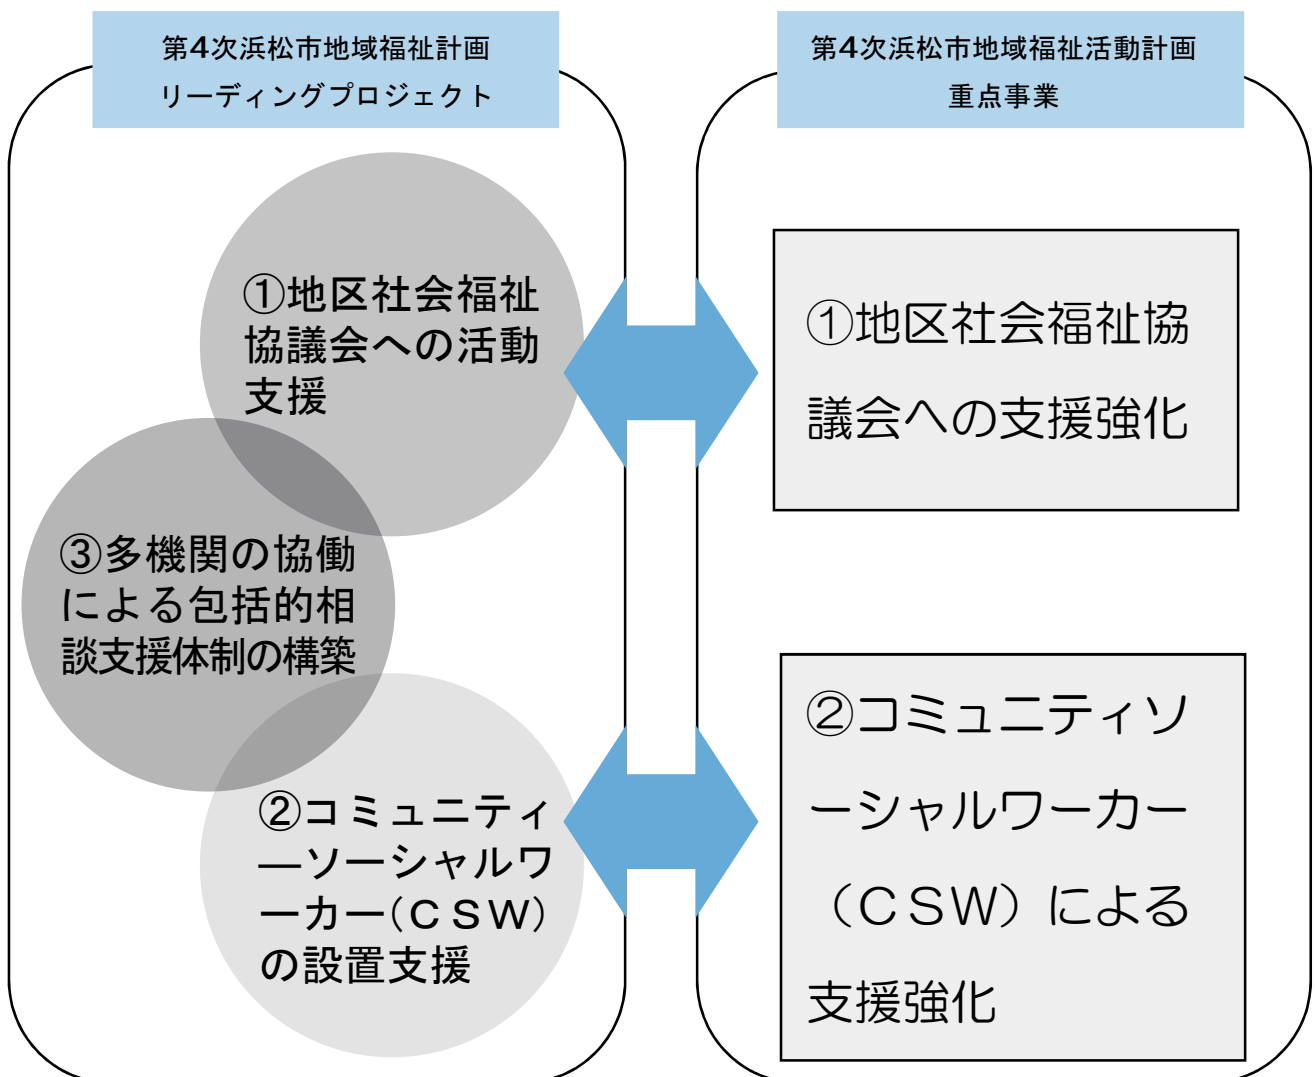 第4次浜松市地域福祉計画
リーディングプロジェクト
①地区社会福祉
協議会への活動
支援
③多機関の協働
による包括的相
談支援体制の構築
②コミュニティ
―ソーシャルワ
ーカー(ＣＳＷ)
の設置支援
第4次浜松市地域福祉活動計画
重点事業
①地区社会福祉協
議会への支援強化
②コミュニティソ
ーシャルワーカー
（ＣＳＷ）による
支援強化